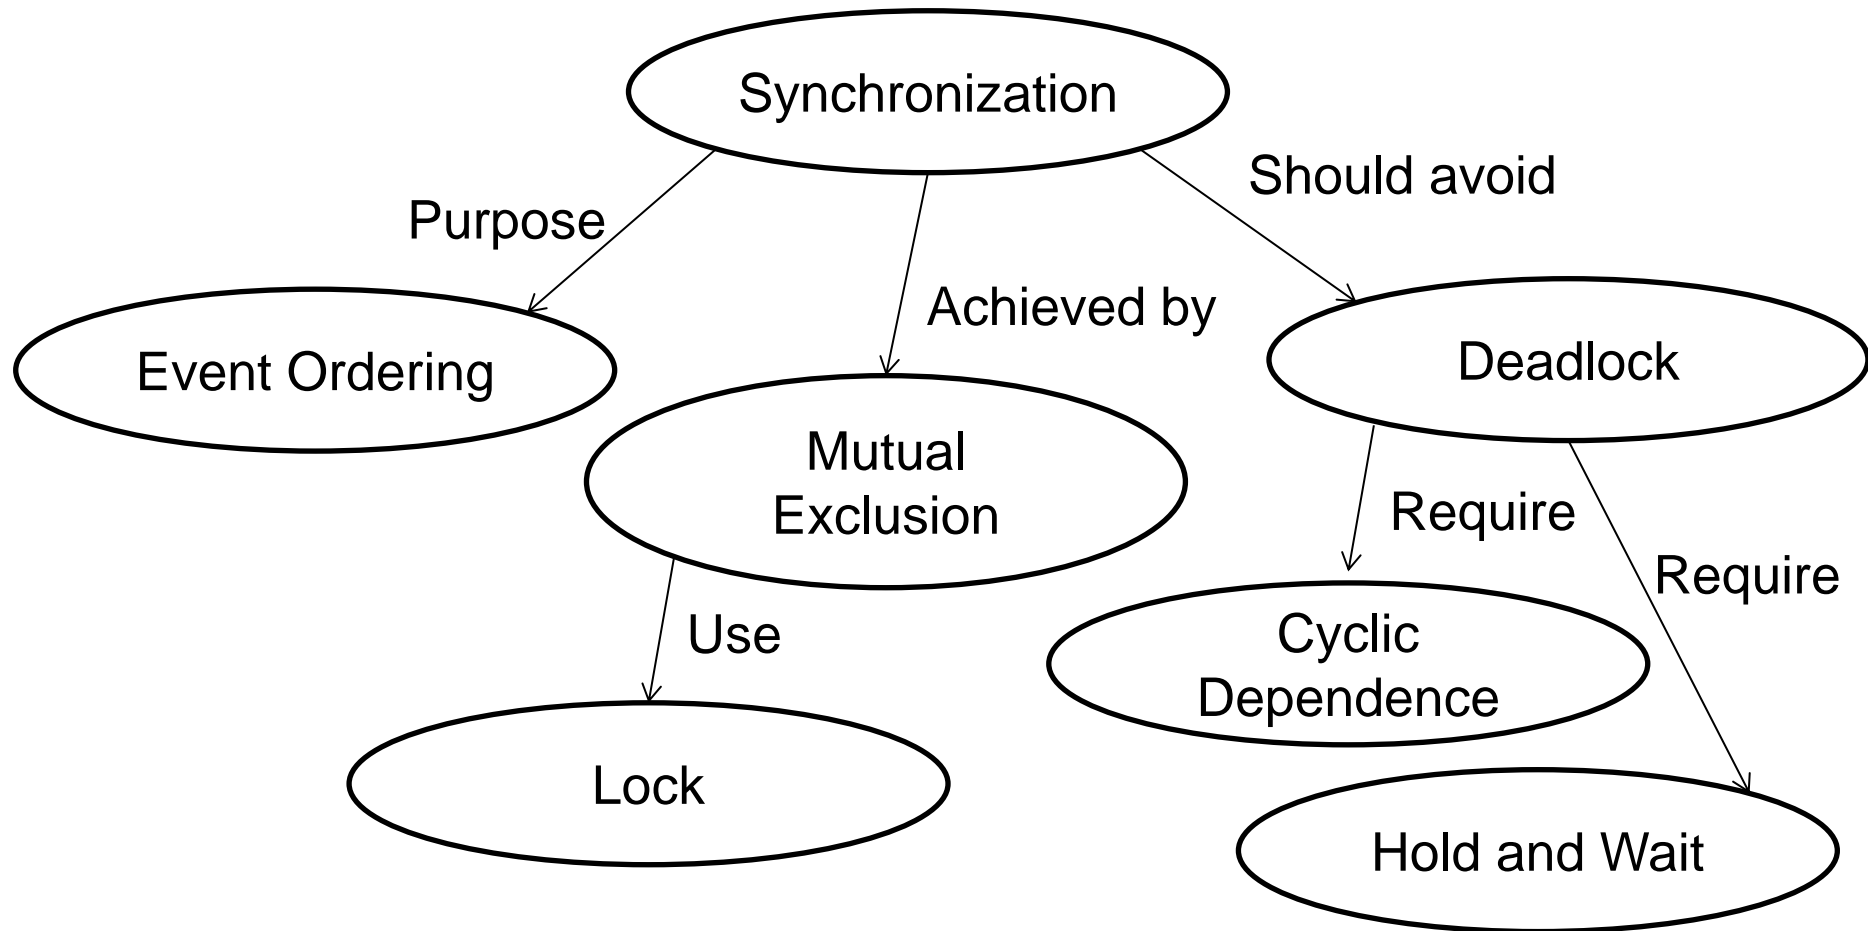 Synchronization
Should avoid
Purpose
Achieved by
Event Ordering
Deadlock
Mutual
Exclusion
Require
Require
Use
Cyclic
Dependence
Lock
Hold and Wait